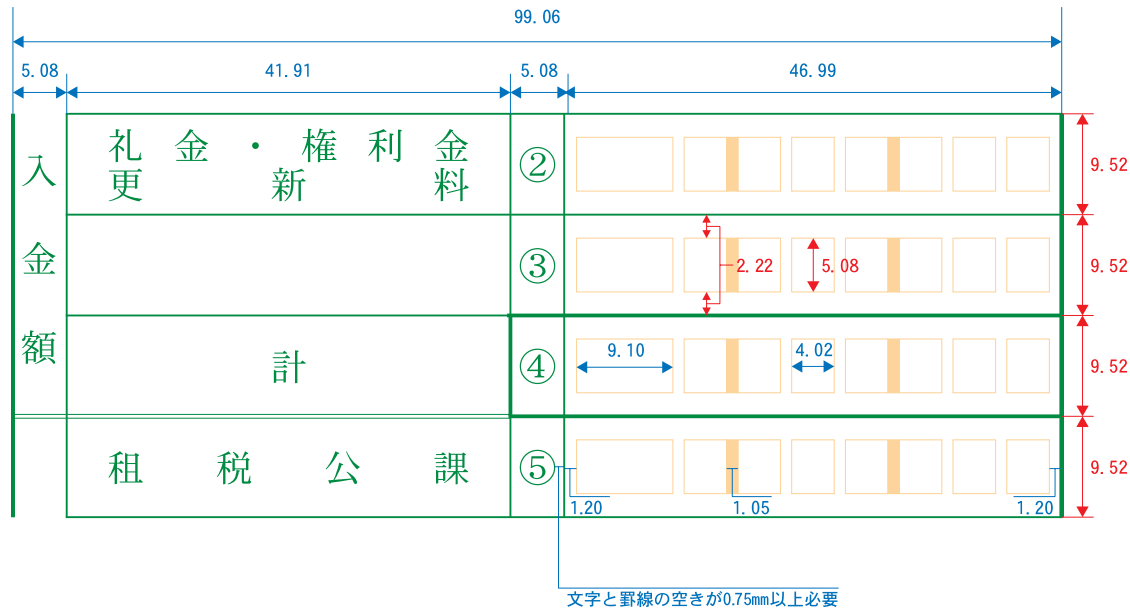 99.06
5.08 41.91 5.08 46.99
入金額
礼金・権利金 ② 9.52
更新料
③ 2.22 5.08 9.52
計 ④ 9.10 4.02 9.52
租税公課 ⑤ 9.52
1.20 1.05 1.20
文字と罫線の空きが0.75mm以上必要